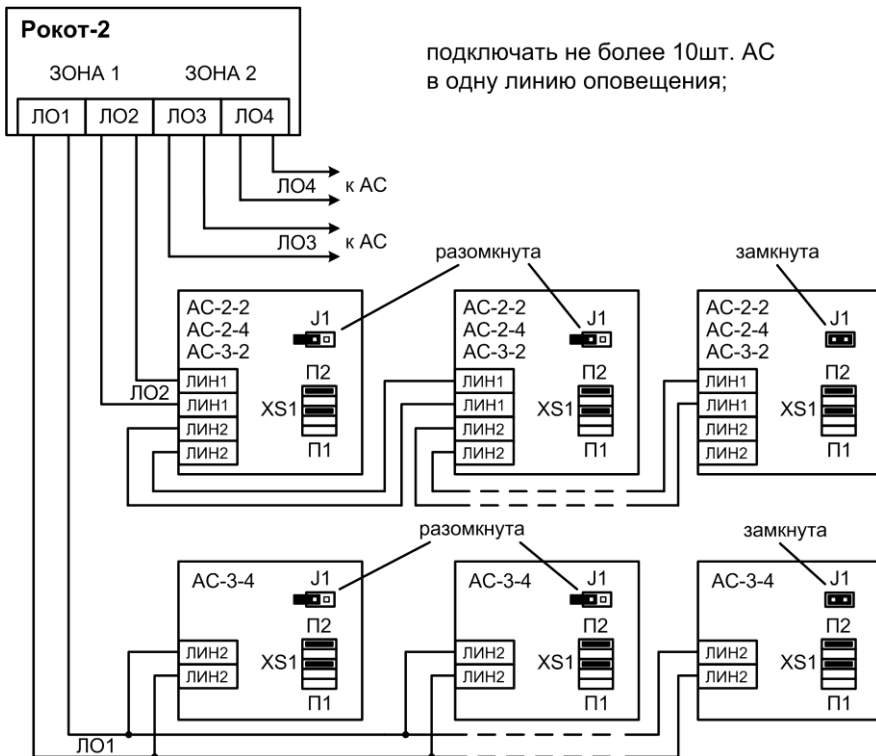 Рокот-2
ЗОНА 1 ЗОНА 2
ЛО1 ЛО2 ЛО3 ЛО4
подключать не более 10шт. АС
в одну линию оповещения;
ЛО4 к АС
ЛО3 к АС
разомкнута замкнута
АС-2-2 АС-2-2 АС-2-2
АС-2-4 J1 АС-2-4 J1 АС-2-4 J1
АС-3-2 АС-3-2 АС-3-2
П2 П2 П2
ЛО2 ЛИН1 ЛИН1 ЛИН1
ЛИН1 XS1 ЛИН1 XS1 ЛИН1 XS1
ЛИН2 ЛИН2 ЛИН2
ЛИН2 П1 ЛИН2 П1 ЛИН2 П1
разомкнута замкнута
АС-3-4 J1 АС-3-4 J1 АС-3-4 J1
П2 П2 П2
ЛИН2 ЛИН2 ЛИН2
ЛИН2 XS1 ЛИН2 XS1 ЛИН2 XS1
П1 П1 П1
ЛО1